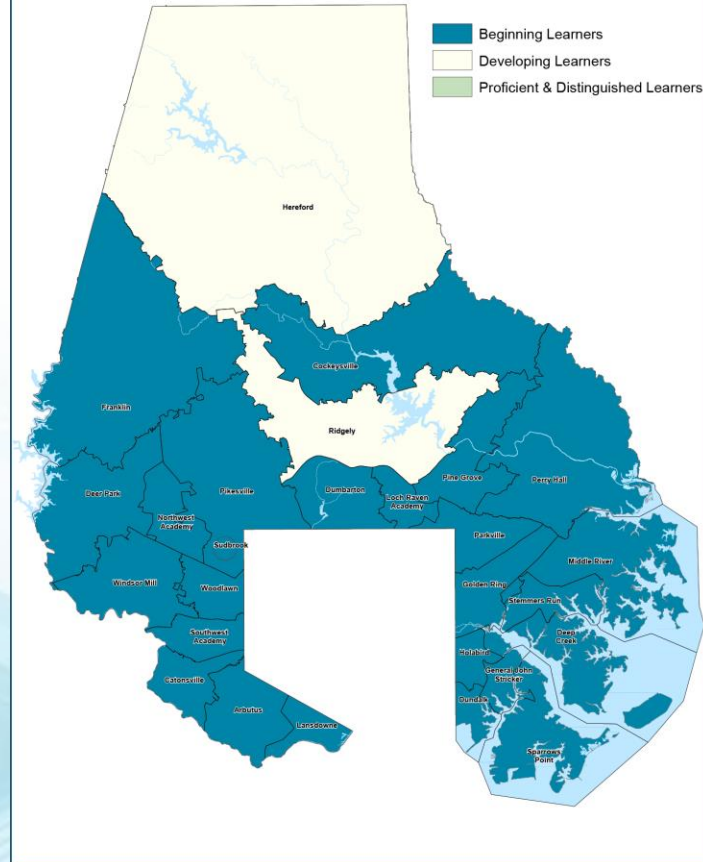 Beginning Learners
Developing Learners
Proficient & Distinguished Learners
Hereford
Cockeysville
Franklin
Ridgely
Pine Grove
Perry Hall
Deer Park
Pikesville
Dumbarton
Loch Raven
Academy
Northwest
Academy
Parkville
Sudbrook
Middle River
Windsor Mill
Woodlawn
Golden Ring
Stemmers Run
Southwest
Academy
Deep
Creek
Holabird
General John
Stricker
Catonsville
Dundalk
Arbutus
Lansdowne
Sparrows
Point